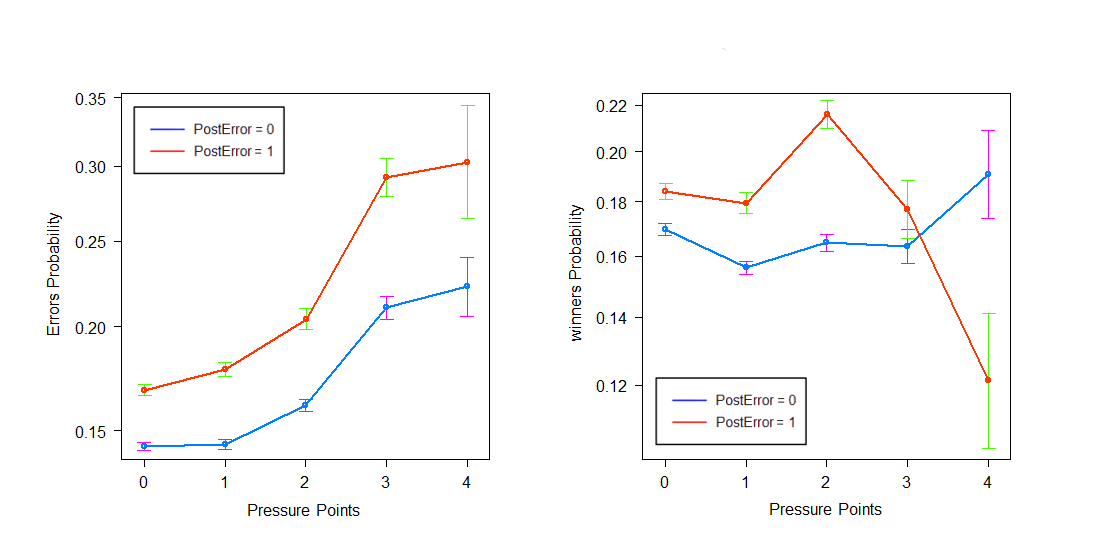 0.35
0.30
0.25
0.20
0.15
Errors Probability
PostError = 0
PostError = 1
0 1 2 3 4
Pressure Points
0.22
0.20
0.18
0.16
0.14
0.12
winners Probability
PostError = 0
PostError = 1
0 1 2 3 4
Pressure Points